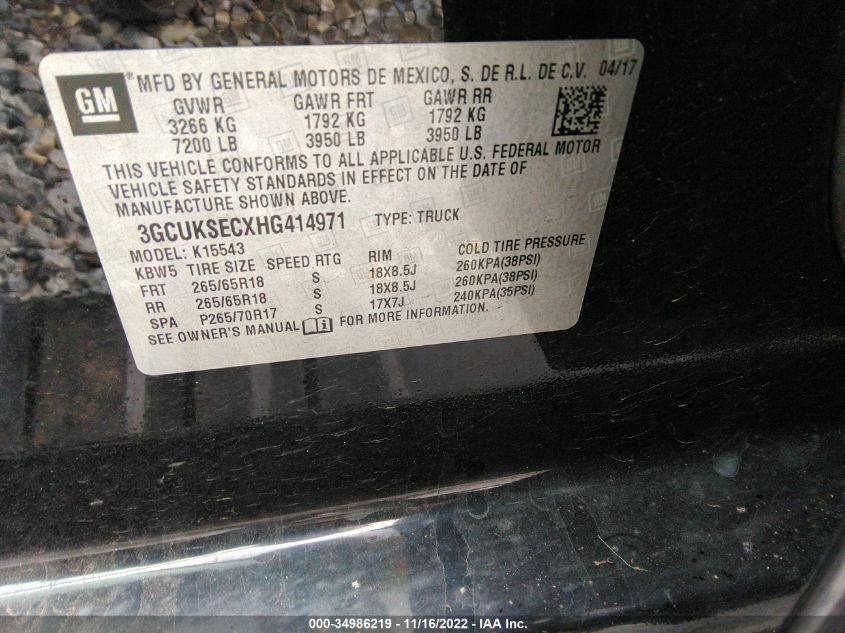 GM
®
MFD BY GENERAL MOTORS DE MEXICO, S. DE R.L. DE C.V. 04/17
GVWR GAWR FRT GAWR RR
3266 KG 1792 KG 1792 KG
7200 LB 3950 LB 3950 LB
THIS VEHICLE CONFORMS TO ALL APPLICABLE U.S. FEDERAL MOTOR
VEHICLE SAFETY STANDARDS IN EFFECT ON THE DATE OF
MANUFACTURE SHOWN ABOVE.
3GCUKSECXHG414971 TYPE: TRUCK
MODEL: K15543
KBW5 TIRE SIZE SPEED RTG RIM COLD TIRE PRESSURE
FRT 265/65R18 S 18X8.5J 260KPA(38PSI)
RR 265/65R18 S 18X8.5J 260KPA(38PSI)
SPA P265/70R17 S 17X7J 240KPA(35PSI)
SEE OWNER'S MANUAL FOR MORE INFORMATION.
000-34986219 - 11/16/2022 - IAA Inc.